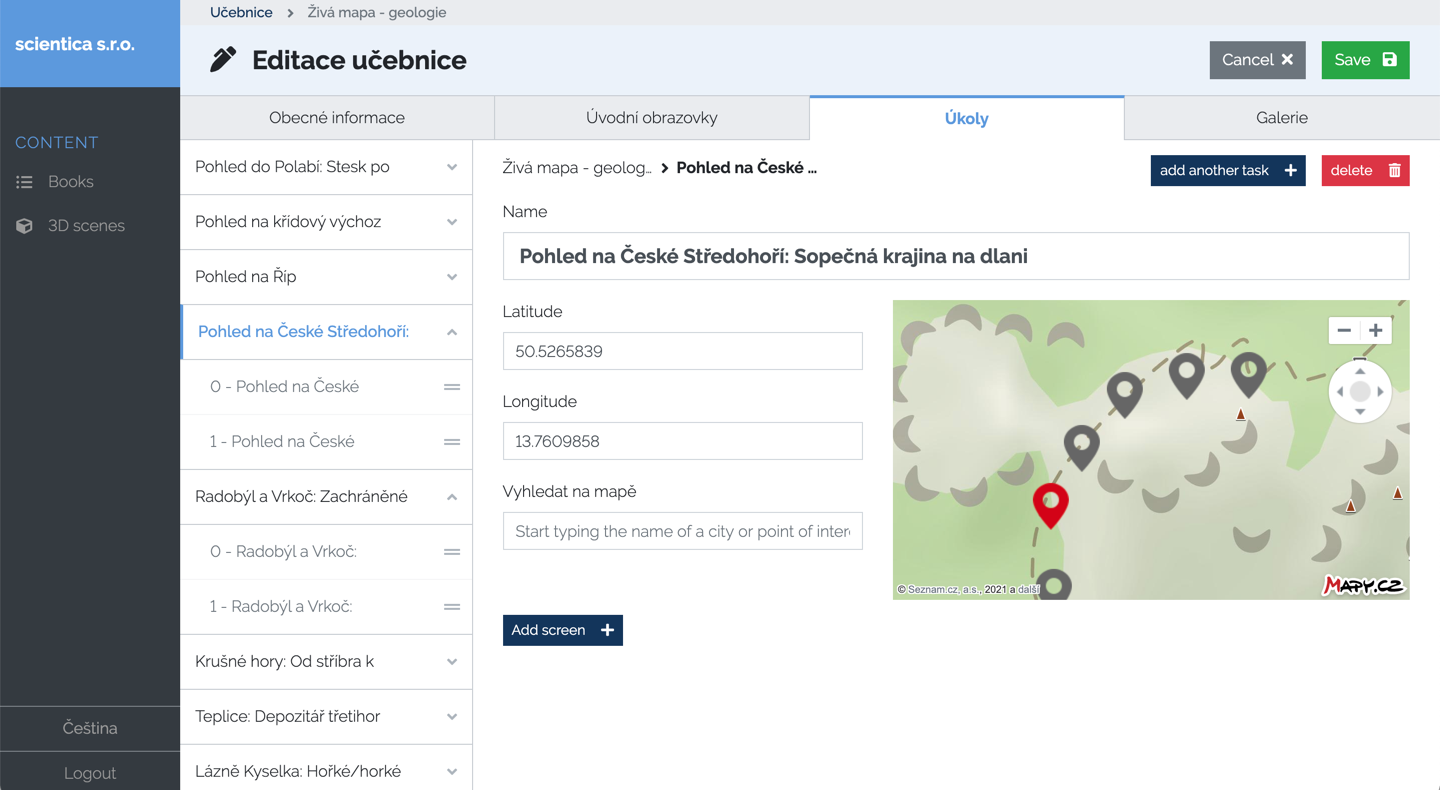 scientica s.r.o.
CONTENT
Books
3D scenes
Čeština
Logout
Učebnice > Živá mapa - geologie
Editace učebnice
Cancel
Save
Obecné informace
Úvodní obrazovky
Úkoly
Galerie
Pohled do Polabí: Stesk po
Pohled na křídový výchoz
Pohled na Říp
Pohled na České Středohoří:
0 - Pohled na České
1 - Pohled na České
Radobýl a Vrkoč: Zachráněné
0 - Radobýl a Vrkoč:
1 - Radobýl a Vrkoč:
Krušné hory: Od stříbra k
Teplice: Depozitář třetihor
Lázně Kyselka: Hořké/horké
Živá mapa - geolog… > Pohled na České …
add another task +
delete
Name
Pohled na České Středohoří: Sopečná krajina na dlani
Latitude
50.5265839
Longitude
13.7609858
Vyhledat na mapě
Start typing the name of a city or point of inter
Add screen +
© Seznam.cz, a.s., 2021 a další
MAPY.CZ